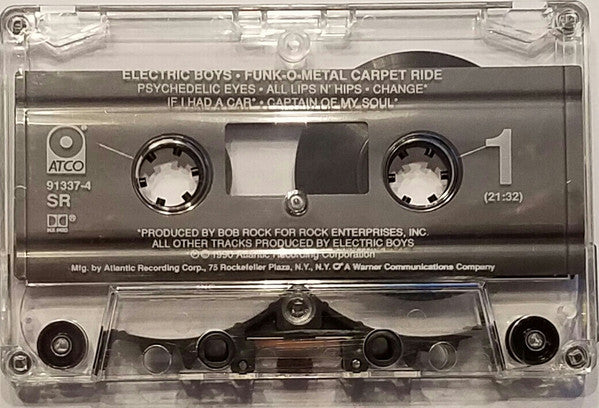 ELECTRIC BOYS • FUNK-O-METAL CARPET RIDE
PSYCHEDELIC EYES • ALL LIPS N' HIPS • CHANGE*
IF I HAD A CAR* • CAPTAIN OF MY SOUL*
ATCO
®
91337-4
SR
1
(21:32)
*PRODUCED BY BOB ROCK FOR ROCK ENTERPRISES, INC.
ALL OTHER TRACKS PRODUCED BY ELECTRIC BOYS
℗ © 1990 Atlantic Recording Corporation
Mfg. by Atlantic Recording Corp., 75 Rockefeller Plaza, N.Y., N.Y. A Warner Communications Company